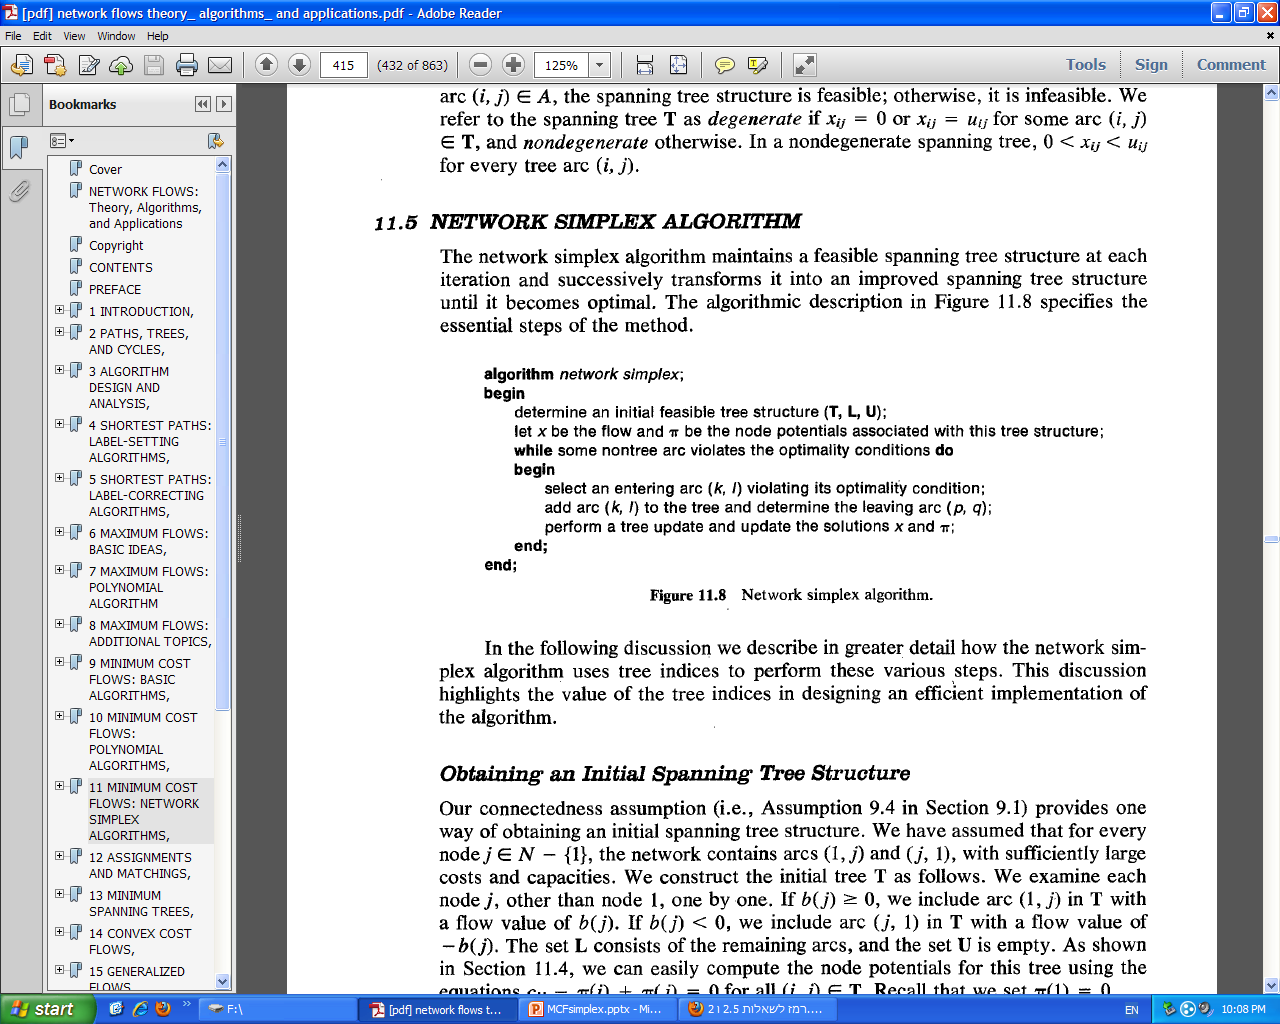 [pdf] network flows theory_ algorithms_ and applications.pdf - Adobe Reader
File Edit View Window Help
415 (432 of 863) 125% Tools Sign Comment
Bookmarks
Cover
NETWORK FLOWS:
Theory, Algorithms,
and Applications
Copyright
CONTENTS
PREFACE
1 INTRODUCTION,
2 PATHS, TREES,
AND CYCLES,
3 ALGORITHM
DESIGN AND
ANALYSIS,
4 SHORTEST PATHS:
LABEL-SETTING
ALGORITHMS,
5 SHORTEST PATHS:
LABEL-CORRECTING
ALGORITHMS,
6 MAXIMUM FLOWS:
BASIC IDEAS,
7 MAXIMUM FLOWS:
POLYNOMIAL
ALGORITHM
8 MAXIMUM FLOWS:
ADDITIONAL TOPICS,
9 MINIMUM COST
FLOWS: BASIC
ALGORITHMS,
10 MINIMUM COST
FLOWS:
POLYNOMIAL
ALGORITHMS,
11 MINIMUM COST
FLOWS: NETWORK
SIMPLEX
ALGORITHMS,
12 ASSIGNMENTS
AND MATCHINGS,
13 MINIMUM
SPANNING TREES,
14 CONVEX COST
FLOWS,
15 GENERALIZED
FLOWS
arc (i, j) ∈ A, the spanning tree structure is feasible; otherwise, it is infeasible. We
refer to the spanning tree T as degenerate if xij = 0 or xij = uij for some arc (i, j)
∈ T, and nondegenerate otherwise. In a nondegenerate spanning tree, 0 < xij < uij
for every tree arc (i, j).
11.5 NETWORK SIMPLEX ALGORITHM
The network simplex algorithm maintains a feasible spanning tree structure at each
iteration and successively transforms it into an improved spanning tree structure
until it becomes optimal. The algorithmic description in Figure 11.8 specifies the
essential steps of the method.
algorithm network simplex;
begin
determine an initial feasible tree structure (T, L, U);
let x be the flow and π be the node potentials associated with this tree structure;
while some nontree arc violates the optimality conditions do
begin
select an entering arc (k, l) violating its optimality condition;
add arc (k, l) to the tree and determine the leaving arc (p, q);
perform a tree update and update the solutions x and π;
end;
end;
Figure 11.8 Network simplex algorithm.
In the following discussion we describe in greater detail how the network sim-
plex algorithm uses tree indices to perform these various steps. This discussion
highlights the value of the tree indices in designing an efficient implementation of
the algorithm.
Obtaining an Initial Spanning Tree Structure
Our connectedness assumption (i.e., Assumption 9.4 in Section 9.1) provides one
way of obtaining an initial spanning tree structure. We have assumed that for every
node j ∈ N − {1}, the network contains arcs (1, j) and (j, 1), with sufficiently large
costs and capacities. We construct the initial tree T as follows. We examine each
node j, other than node 1, one by one. If b(j) ≥ 0, we include arc (1, j) in T with
a flow value of b(j). If b(j) < 0, we include arc (j, 1) in T with a flow value of
−b(j). The set L consists of the remaining arcs, and the set U is empty. As shown
in Section 11.4, we can easily compute the node potentials for this tree using the
equations cij − π(i) + π(j) = 0 for all (i, j) ∈ T. Recall that we set π(1) = 0
start F:\ [pdf] network flows t... MCFsimplex.pptx - Mi... רמז לשאלות 2.5 ו 2.... EN 10:08 PM